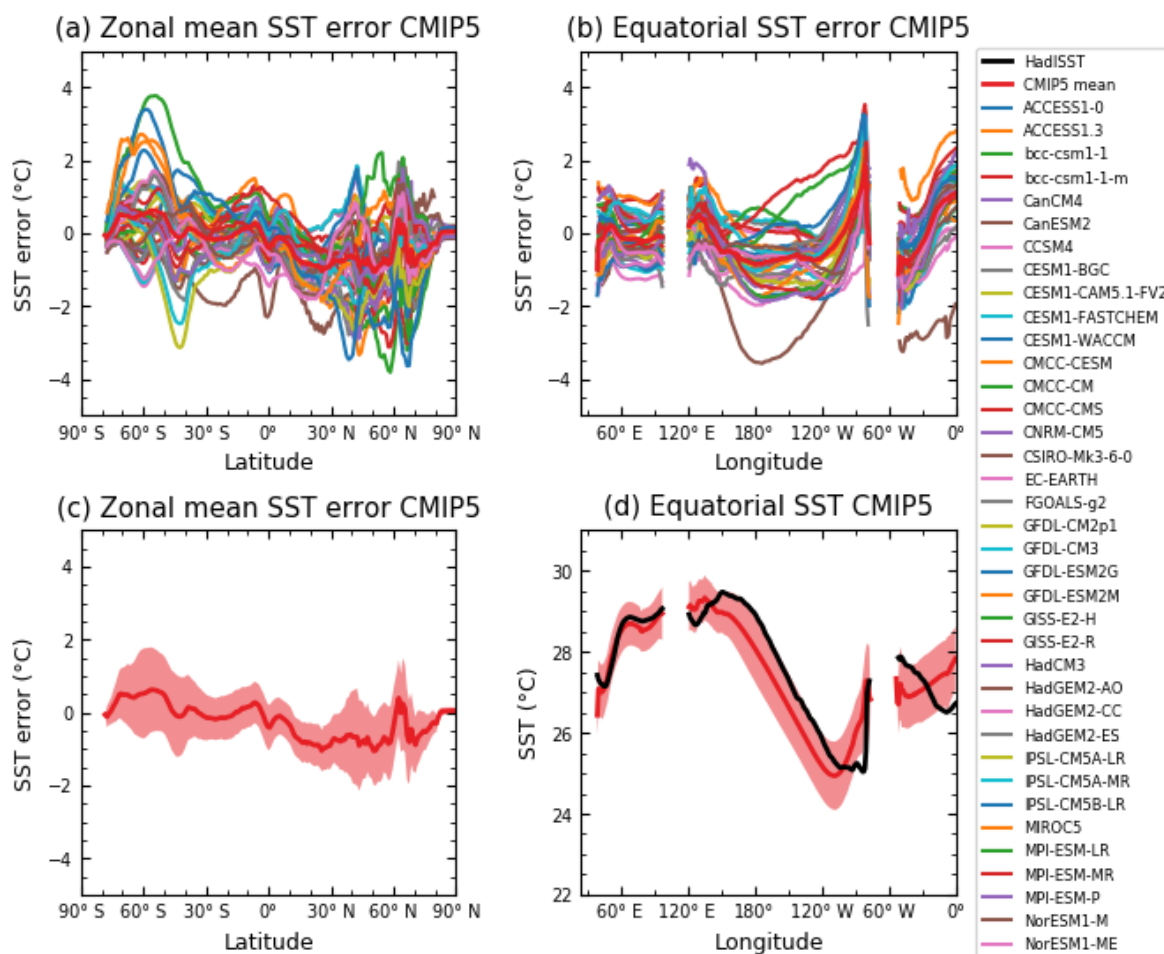 (a) Zonal mean SST error CMIP5
SST error (°C)
4
2
0
−2
−4
90° S 60° S 30° S 0° 30° N 60° N 90° N
Latitude
(b) Equatorial SST error CMIP5
SST error (°C)
4
2
0
−2
−4
60° E 120° E 180° 120° W 60° W 0°
Longitude
(c) Zonal mean SST error CMIP5
SST error (°C)
4
2
0
−2
−4
90° S 60° S 30° S 0° 30° N 60° N 90° N
Latitude
(d) Equatorial SST CMIP5
SST (°C)
30
28
26
24
22
60° E 120° E 180° 120° W 60° W 0°
Longitude
HadISST
CMIP5 mean
ACCESS1-0
ACCESS1.3
bcc-csm1-1
bcc-csm1-1-m
CanCM4
CanESM2
CCSM4
CESM1-BGC
CESM1-CAM5.1-FV2
CESM1-FASTCHEM
CESM1-WACCM
CMCC-CESM
CMCC-CM
CMCC-CMS
CNRM-CM5
CSIRO-Mk3-6-0
EC-EARTH
FGOALS-g2
GFDL-CM2p1
GFDL-CM3
GFDL-ESM2G
GFDL-ESM2M
GISS-E2-H
GISS-E2-R
HadCM3
HadGEM2-AO
HadGEM2-CC
HadGEM2-ES
IPSL-CM5A-LR
IPSL-CM5A-MR
IPSL-CM5B-LR
MIROC5
MPI-ESM-LR
MPI-ESM-MR
MPI-ESM-P
NorESM1-M
NorESM1-ME